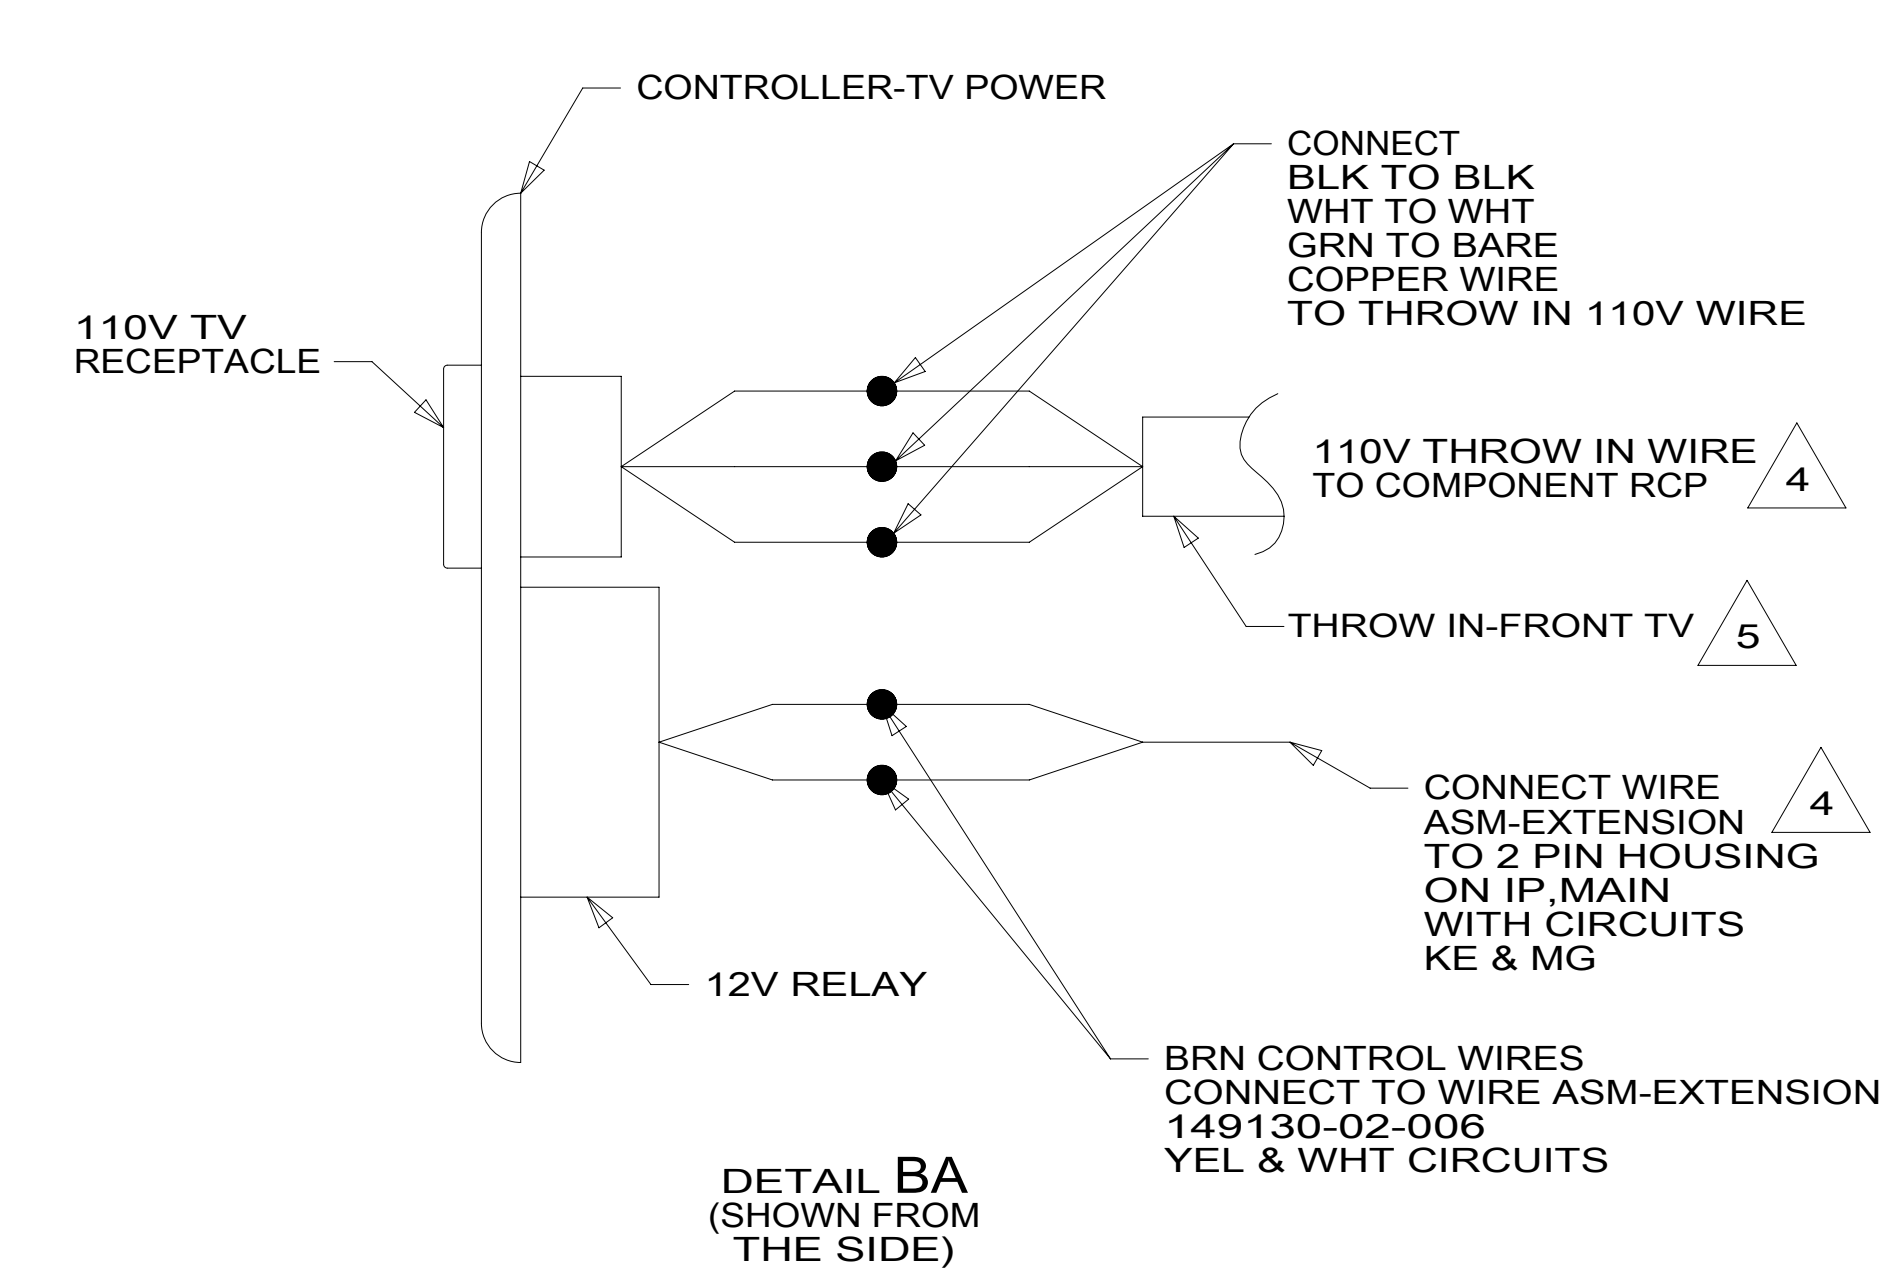 CONTROLLER-TV POWER
CONNECT
BLK TO BLK
WHT TO WHT
GRN TO BARE
COPPER WIRE
TO THROW IN 110V WIRE
110V TV
RECEPTACLE
110V THROW IN WIRE
TO COMPONENT RCP
4
THROW IN-FRONT TV
5
CONNECT WIRE
ASM-EXTENSION
TO 2 PIN HOUSING
ON IP,MAIN
WITH CIRCUITS
KE & MG
4
12V RELAY
BRN CONTROL WIRES
CONNECT TO WIRE ASM-EXTENSION
149130-02-006
YEL & WHT CIRCUITS
DETAIL BA
(SHOWN FROM
THE SIDE)